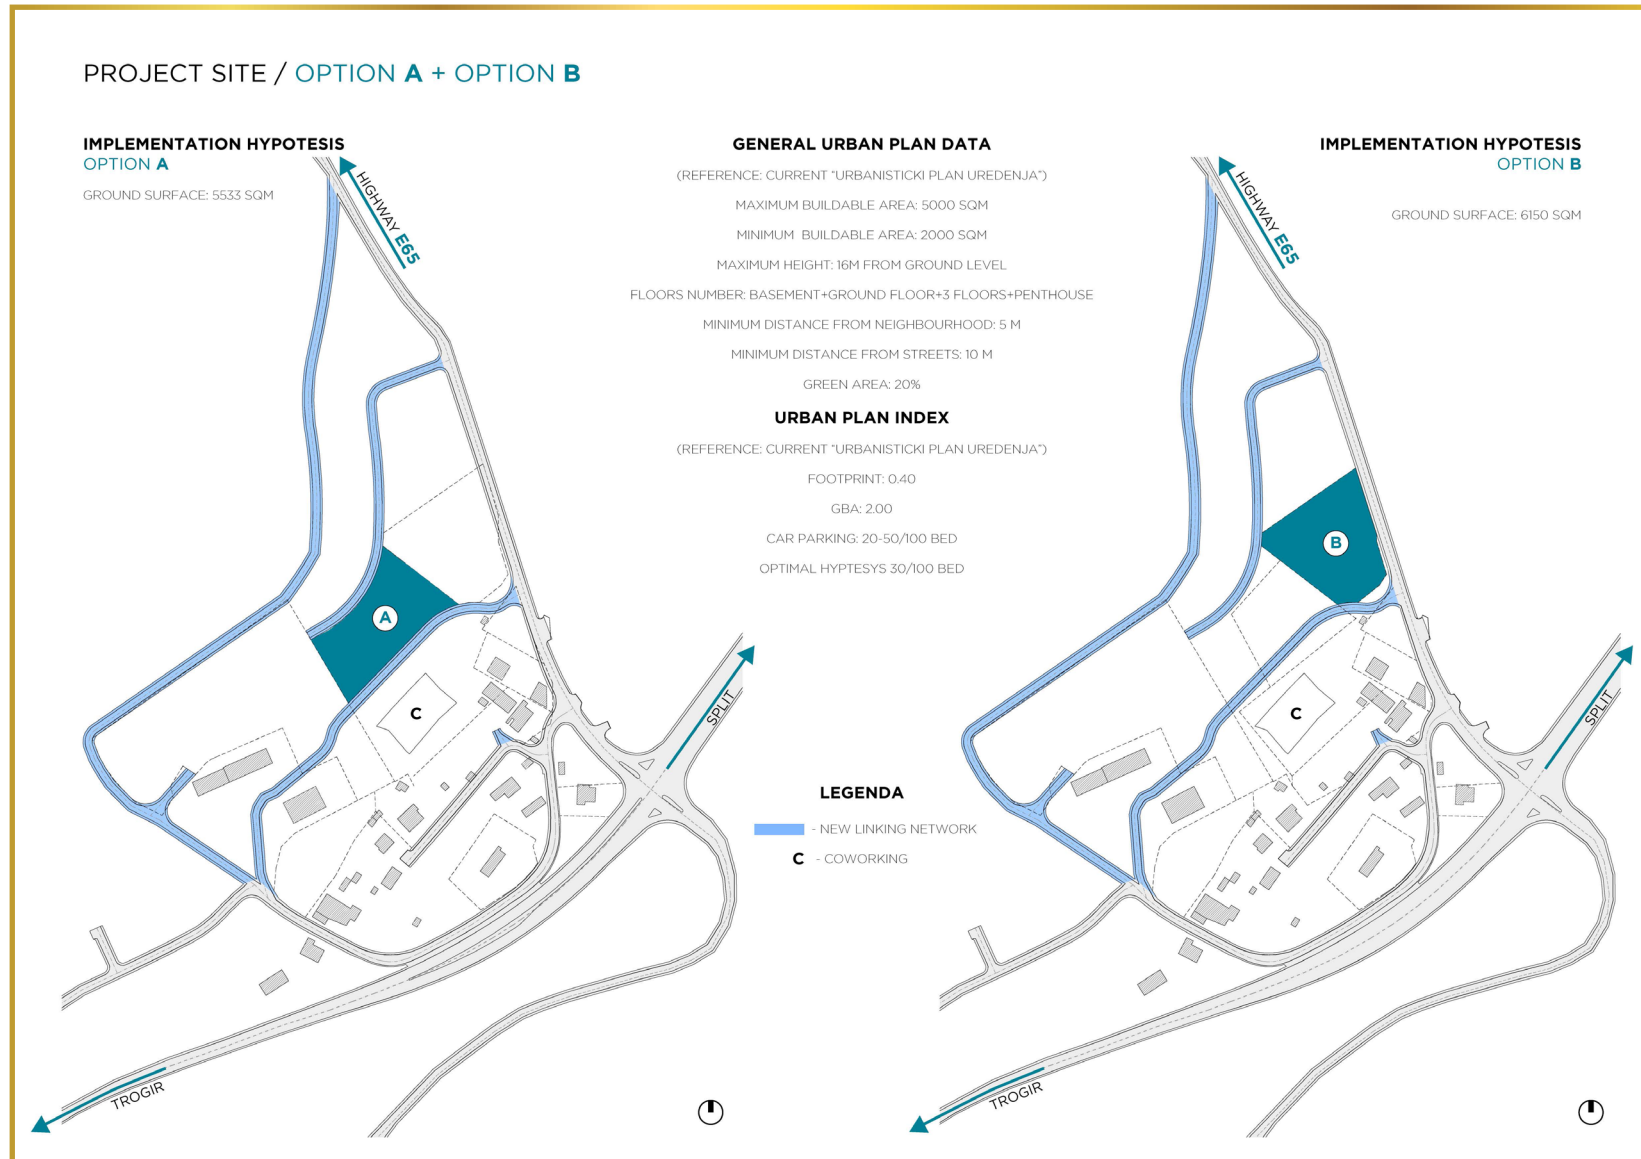 PROJECT SITE / OPTION A + OPTION B
IMPLEMENTATION HYPOTESIS
OPTION A
GROUND SURFACE: 5533 SQM
HIGHWAY E65
A
C
SPLIT
TROGIR
GENERAL URBAN PLAN DATA
(REFERENCE: CURRENT "URBANISTICKI PLAN UREDENJA")
MAXIMUM BUILDABLE AREA: 5000 SQM
MINIMUM BUILDABLE AREA: 2000 SQM
MAXIMUM HEIGHT: 16M FROM GROUND LEVEL
FLOORS NUMBER: BASEMENT+GROUND FLOOR+3 FLOORS+PENTHOUSE
MINIMUM DISTANCE FROM NEIGHBOURHOOD: 5 M
MINIMUM DISTANCE FROM STREETS: 10 M
GREEN AREA: 20%
URBAN PLAN INDEX
(REFERENCE: CURRENT "URBANISTICKI PLAN UREDENJA")
FOOTPRINT: 0.40
GBA: 2.00
CAR PARKING: 20-50/100 BED
OPTIMAL HYPTESYS 30/100 BED
LEGENDA
- NEW LINKING NETWORK
C - COWORKING
IMPLEMENTATION HYPOTESIS
OPTION B
GROUND SURFACE: 6150 SQM
HIGHWAY E65
B
C
SPLIT
TROGIR